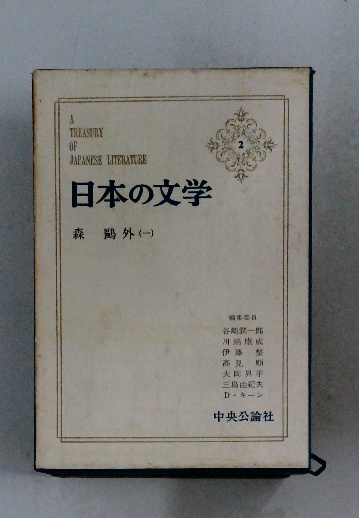 A
TREASURY
OF
JAPANESE LITERATURE
2
日本の文学
森 鷗外(一)
編集委員
谷崎潤一郎
川端康成
伊藤 整
高見 順
大岡昇平
三島由紀夫
D・キーン
中央公論社